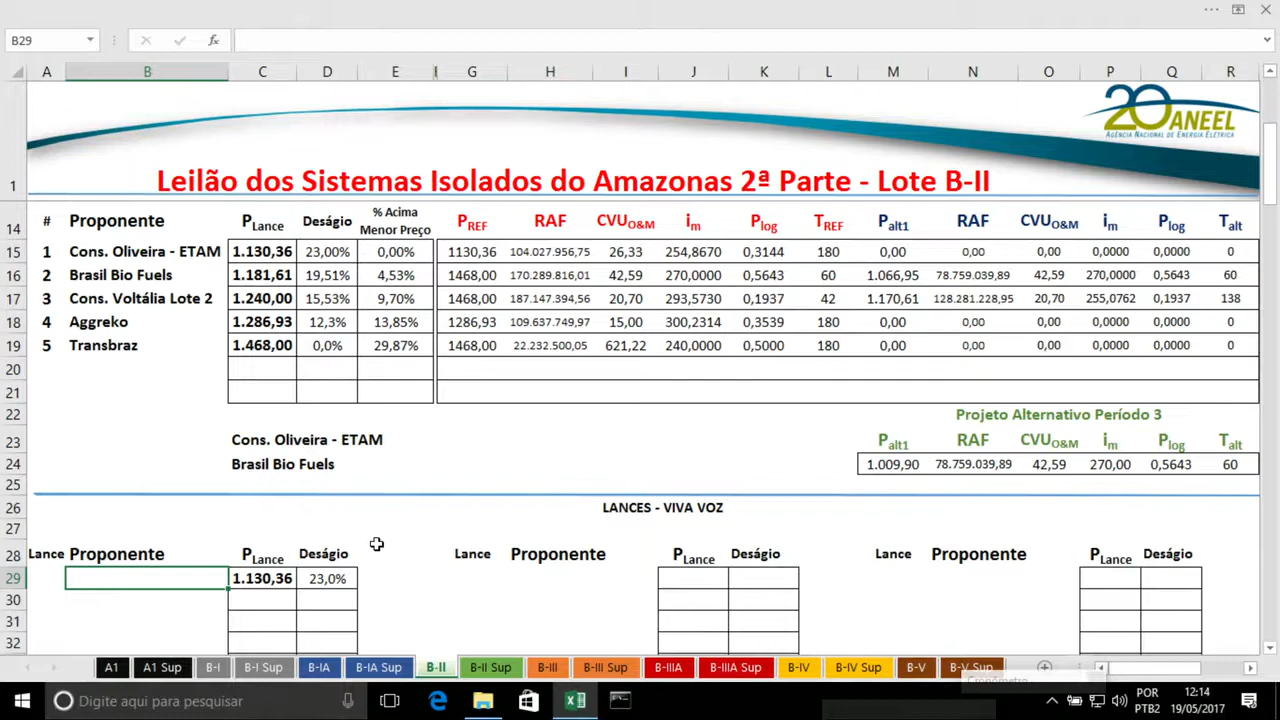 B29
fx
A B C D E I G H I J K L M N O P Q R
20 ANEEL
AGÊNCIA NACIONAL DE ENERGIA ELÉTRICA
1 Leilão dos Sistemas Isolados do Amazonas 2ª Parte - Lote B-II
14 # Proponente PLance Deságio % Acima Menor Preço PREF RAF CVUO&M im Plog TREF Palt1 RAF CVUO&M im Plog Talt
15 1 Cons. Oliveira - ETAM 1.130,36 23,00% 0,00% 1130,36 104.027.956,75 26,33 254,8670 0,3144 180 0,00 0,00 0,00 0,0000 0,0000 0
16 2 Brasil Bio Fuels 1.181,61 19,51% 4,53% 1468,00 170.289.816,01 42,59 270,0000 0,5643 60 1.066,95 78.759.039,89 42,59 270,0000 0,5643 60
17 3 Cons. Voltália Lote 2 1.240,00 15,53% 9,70% 1468,00 187.147.394,56 20,70 293,5730 0,1937 42 1.170,61 128.281.228,95 20,70 255,0762 0,1937 138
18 4 Aggreko 1.286,93 12,3% 13,85% 1286,93 109.637.749,97 15,00 300,2314 0,3539 180 0,00 0,00 0,00 0,0000 0,0000 0
19 5 Transbraz 1.468,00 0,0% 29,87% 1468,00 22.232.500,05 621,22 240,0000 0,5000 180 0,00 0,00 0,00 0,0000 0,0000 0
20
21
22 Projeto Alternativo Período 3
23 Cons. Oliveira - ETAM Palt1 RAF CVUO&M im Plog Talt
24 Brasil Bio Fuels 1.009,90 78.759.039,89 42,59 270,00 0,5643 60
25
26 LANCES - VIVA VOZ
27
28 Lance Proponente PLance Deságio Lance Proponente PLance Deságio Lance Proponente PLance Deságio
29 1.130,36 23,0%
30
31
32
A1 A1 Sup B-I B-I Sup B-IA B-IA Sup B-II B-II Sup B-III B-III Sup B-IIIA B-IIIA Sup B-IV B-IV Sup B-V B-V Sup
Cronômetro
Digite aqui para pesquisar
POR 12:14
PTB2 19/05/2017